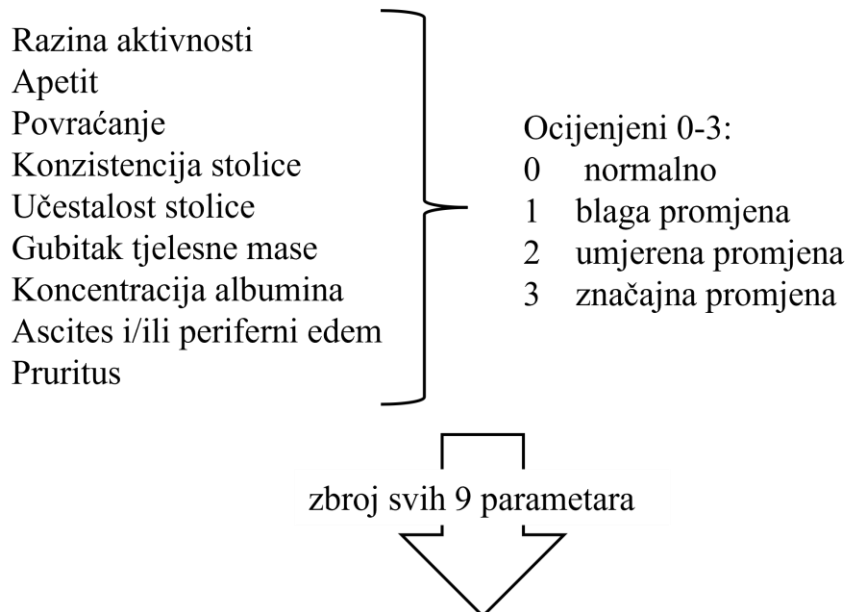 Razina aktivnosti
Apetit
Povraćanje
Konzistencija stolice
Učestalost stolice
Gubitak tjelesne mase
Koncentracija albumina
Ascites i/ili periferni edem
Pruritus
Ocijenjeni 0-3:
0 normalno
1 blaga promjena
2 umjerena promjena
3 značajna promjena
zbroj svih 9 parametara